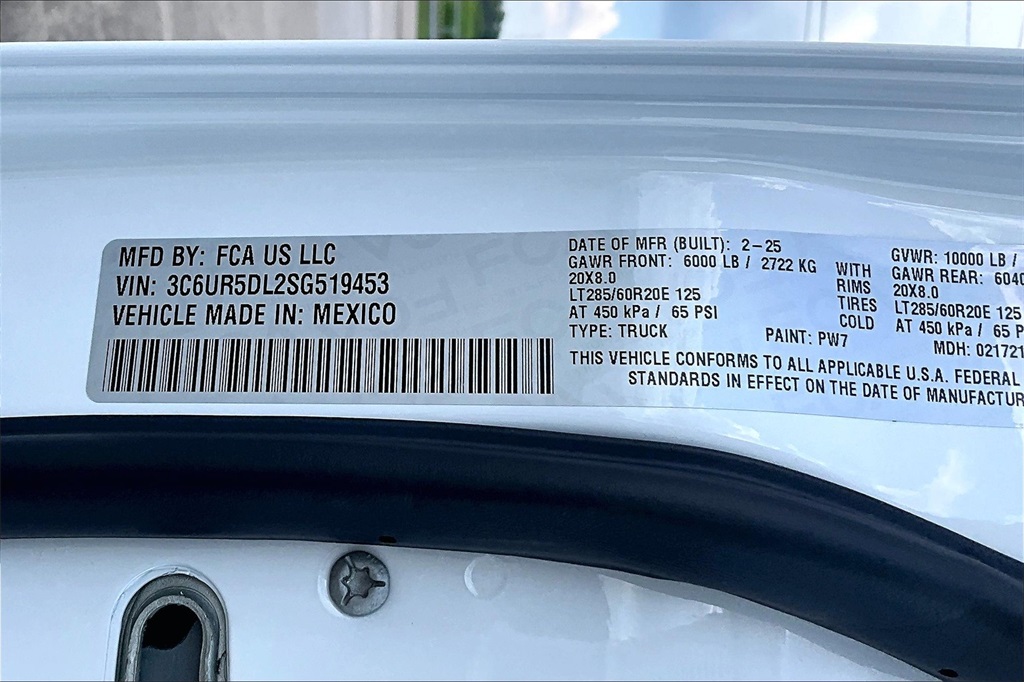 MFD BY: FCA US LLC
VIN: 3C6UR5DL2SG519453
VEHICLE MADE IN: MEXICO
DATE OF MFR (BUILT): 2-25
GAWR FRONT: 6000 LB / 2722 KG
20X8.0
LT285/60R20E 125
AT 450 kPa / 65 PSI
TYPE: TRUCK
PAINT: PW7
WITH
RIMS
TIRES
COLD
GVWR: 10000 LB /
GAWR REAR: 6040
20X8.0
LT285/60R20E 125
AT 450 kPa / 65 P
MDH: 021721
THIS VEHICLE CONFORMS TO ALL APPLICABLE U.S.A. FEDERAL
STANDARDS IN EFFECT ON THE DATE OF MANUFACTUR